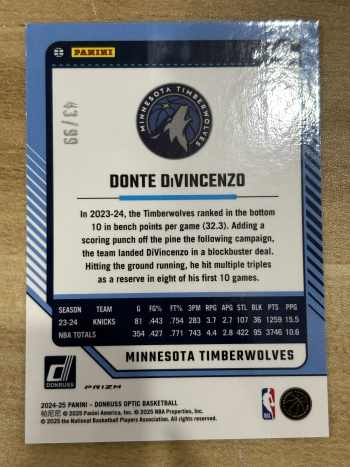 PANINI
43/99
MINNESOTA TIMBERWOLVES
DONTE DiVINCENZO
In 2023-24, the Timberwolves ranked in the bottom
10 in bench points per game (32.3). Adding a
scoring punch off the pine the following campaign,
the team landed DiVincenzo in a blockbuster deal.
Hitting the ground running, he hit multiple triples
as a reserve in eight of his first 10 games.
SEASON TEAM G FG% FT% 3PM RPG APG STL BLK PTS PPG
23-24 KNICKS 81 .443 .754 283 3.7 2.7 107 36 1259 15.5
NBA TOTALS 354 .427 .771 743 4.4 2.8 422 95 3746 10.6
MINNESOTA TIMBERWOLVES
DONRUSS
PRIZM
NBA
2024-25 PANINI – DONRUSS OPTIC BASKETBALL
帕尼尼 © 2025 Panini America, Inc. © 2025 NBA Properties, Inc.
© 2025 the National Basketball Players Association. All rights reserved.